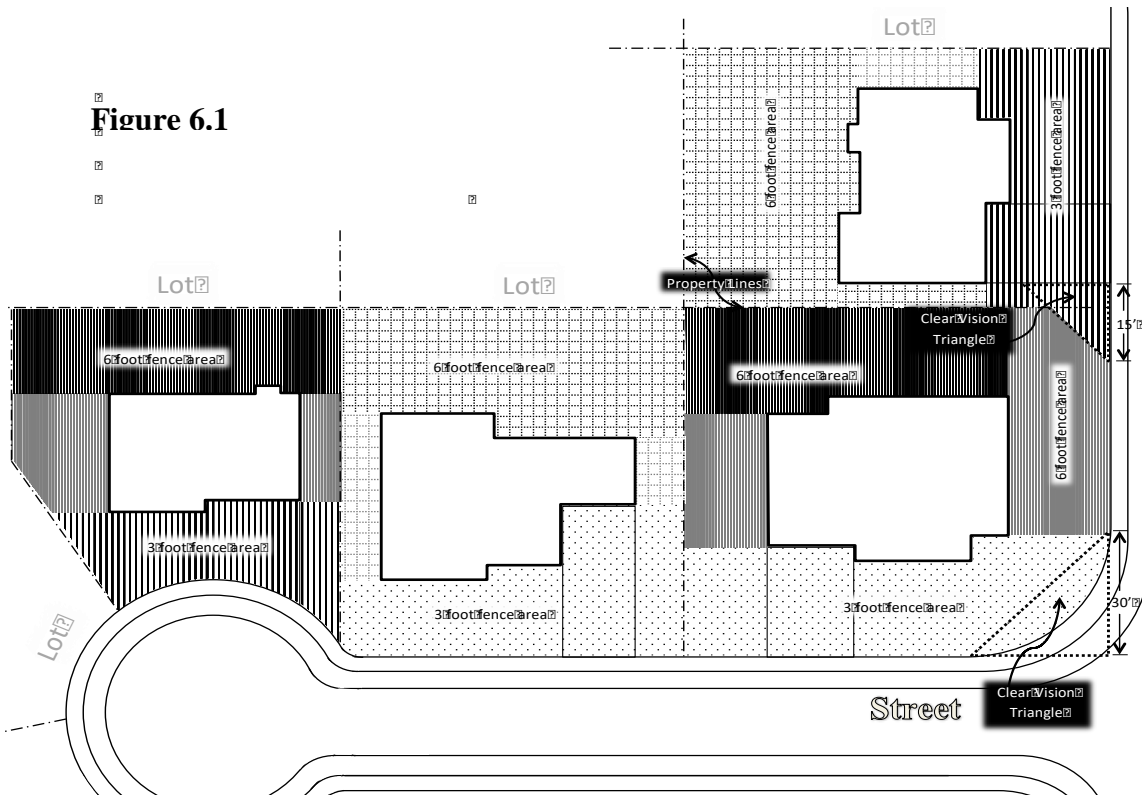 Lot
Figure 6.1
6 foot fence area
3 foot fence area
Lot
Lot
Property Lines
Clear Vision
Triangle
15'
6 foot fence area
6 foot fence area
6 foot fence area
6 foot fence area
3 foot fence area
3 foot fence area
3 foot fence area
30'
Lot
Street
Clear Vision
Triangle